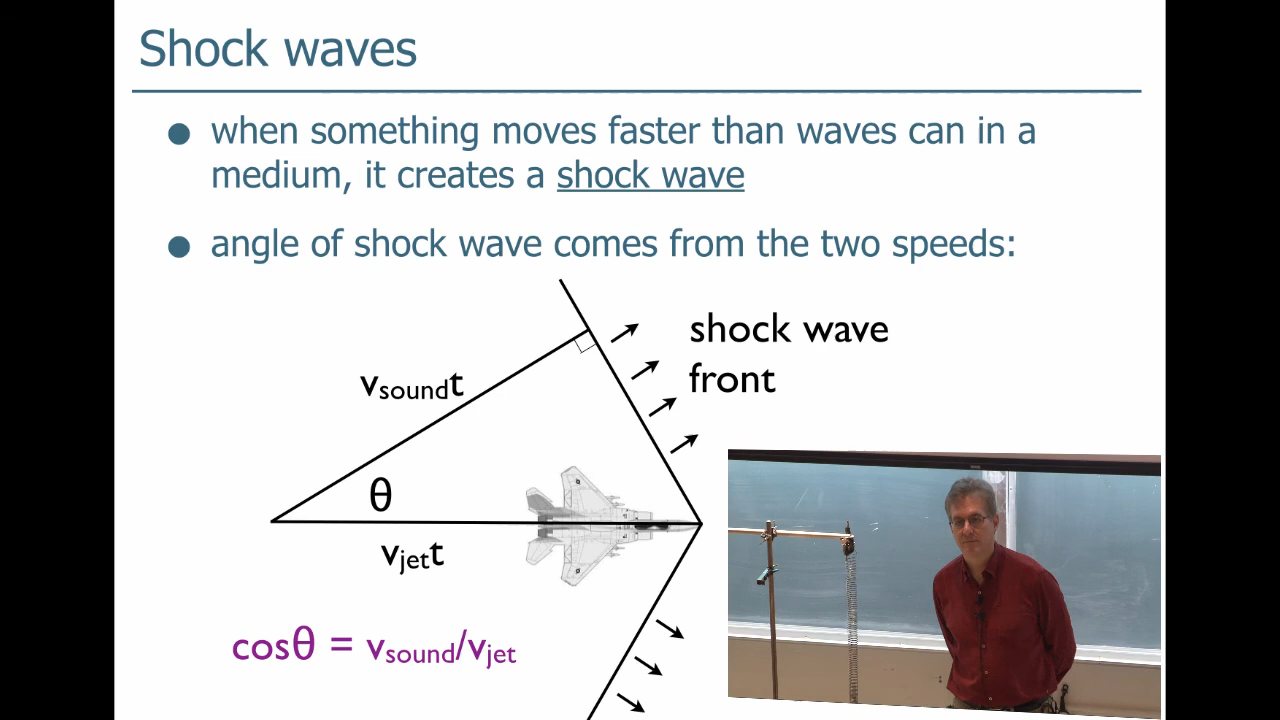 Shock waves
● when something moves faster than waves can in a
medium, it creates a shock wave
● angle of shock wave comes from the two speeds:
shock wave
front
v_sound t
θ
v_jet t
cosθ = v_sound/v_jet